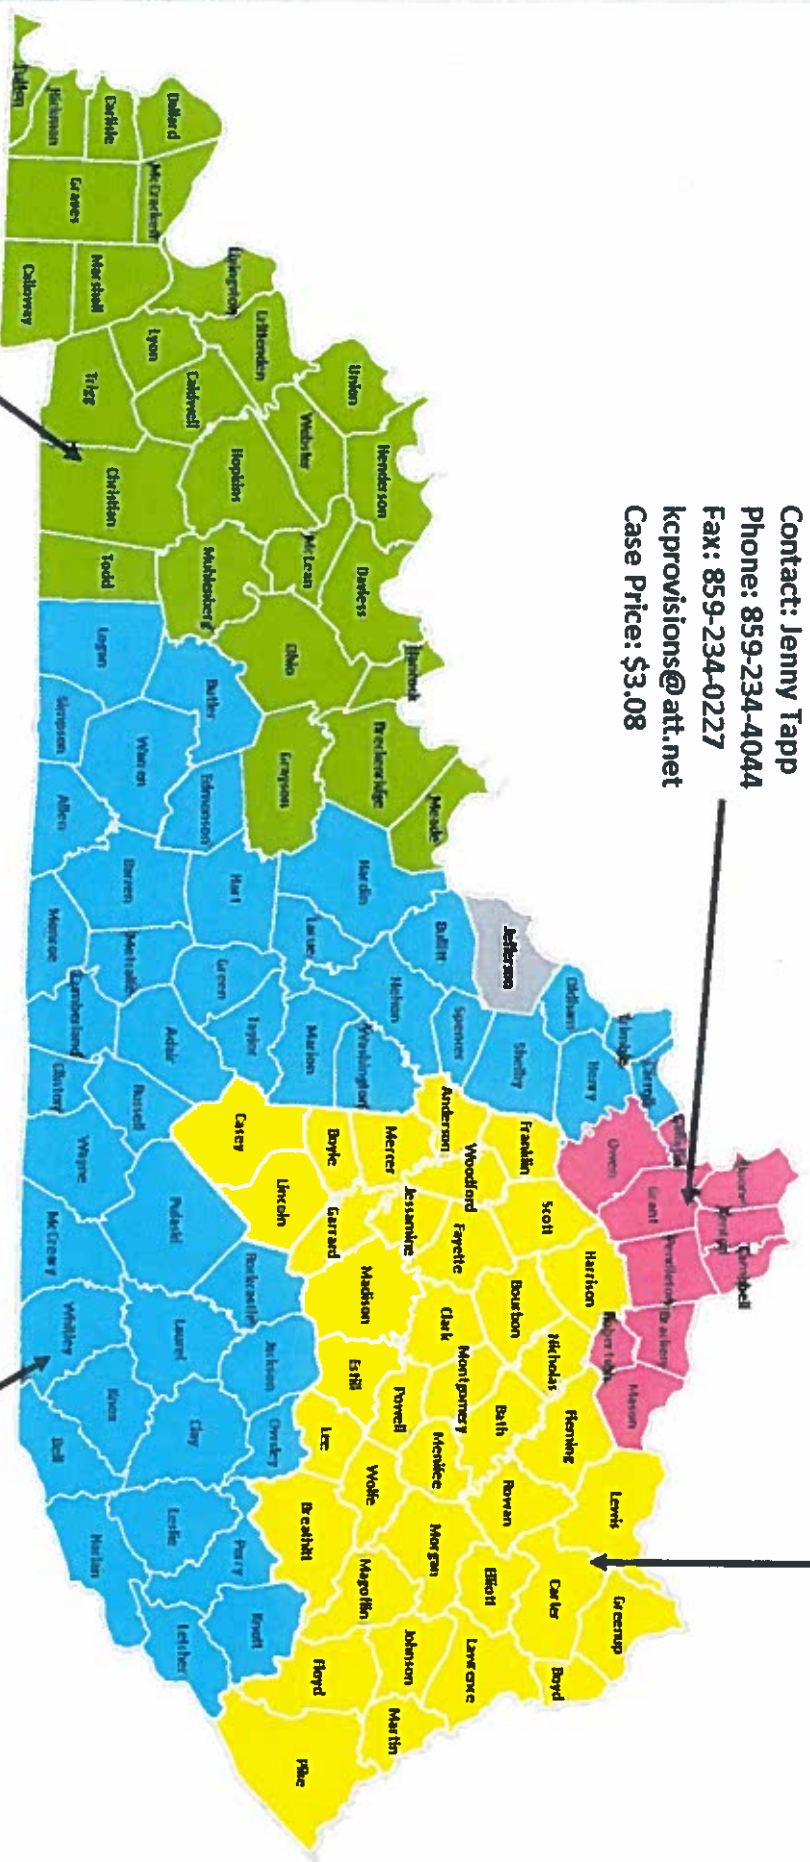 Contact: Jenny Tapp
Phone: 859-234-4044
Fax: 859-234-0227
kcprovisions@att.net
Case Price: $3.08
Boone
Kenton
Campbell
Gallatin
Grant
Pendleton
Bracken
Owen
Robertson
Mason
Carroll
Trimble
Oldham
Henry
Jefferson
Shelby
Spencer
Bullitt
Franklin
Scott
Harrison
Nicholas
Fleming
Lewis
Greenup
Carter
Boyd
Rowan
Elliott
Lawrence
Anderson
Woodford
Fayette
Bourbon
Clark
Montgomery
Bath
Menifee
Morgan
Johnson
Martin
Mercer
Jessamine
Powell
Wolfe
Magoffin
Floyd
Pike
Boyle
Garrard
Madison
Estill
Lee
Breathitt
Casey
Lincoln
Meade
Hancock
Breckenridge
Hardin
Nelson
Washington
Henderson
Union
Daviess
McLean
Webster
Ohio
Grayson
Larue
Marion
Crittenden
Livingston
Hopkins
Muhlenberg
Caldwell
Butler
Edmonson
Hart
Green
Taylor
Rockcastle
Jackson
Owsley
Perry
Knott
Ballard
McCracken
Carlisle
Hickman
Fulton
Graves
Marshall
Calloway
Lyon
Trigg
Christian
Todd
Logan
Warren
Simpson
Allen
Barren
Metcalfe
Monroe
Cumberland
Adair
Russell
Clinton
Wayne
Pulaski
McCreary
Laurel
Whitley
Knox
Clay
Bell
Leslie
Harlan
Letcher